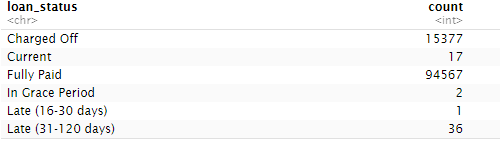 loan_status count
<chr> <int>
Charged Off 15377
Current 17
Fully Paid 94567
In Grace Period 2
Late (16-30 days) 1
Late (31-120 days) 36